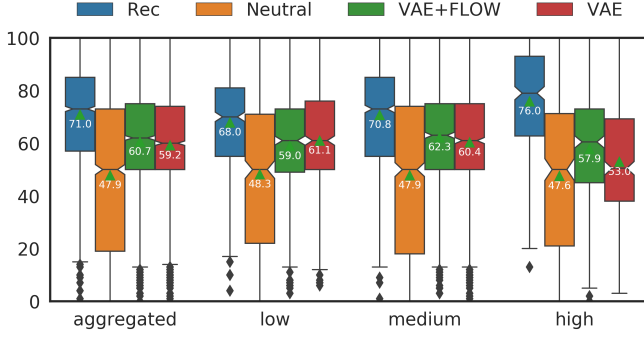 Rec Neutral VAE+FLOW VAE
100
80
60
40
20
0
71.0 47.9 60.7 59.2
68.0 48.3 59.0 61.1
70.8 47.9 62.3 60.4
76.0 47.6 57.9 53.0
aggregated low medium high